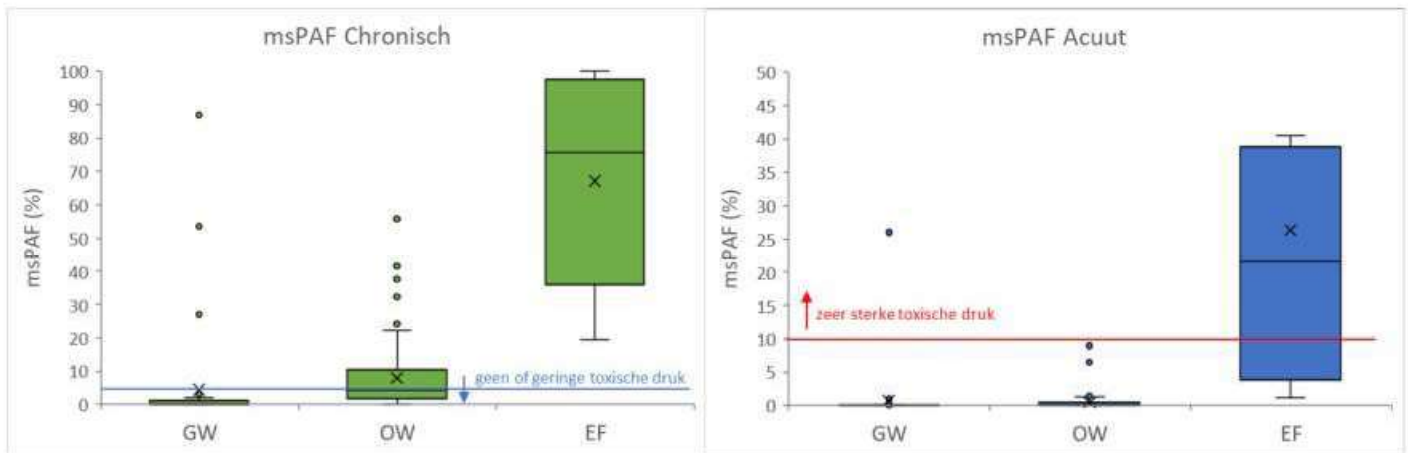 msPAF Chronisch
msPAF (%)
100
90
80
70
60
50
40
30
20
10
0
geen of geringe toxische druk
GW
OW
EF
msPAF Acuut
msPAF (%)
50
45
40
35
30
25
20
15
10
5
0
zeer sterke toxische druk
GW
OW
EF